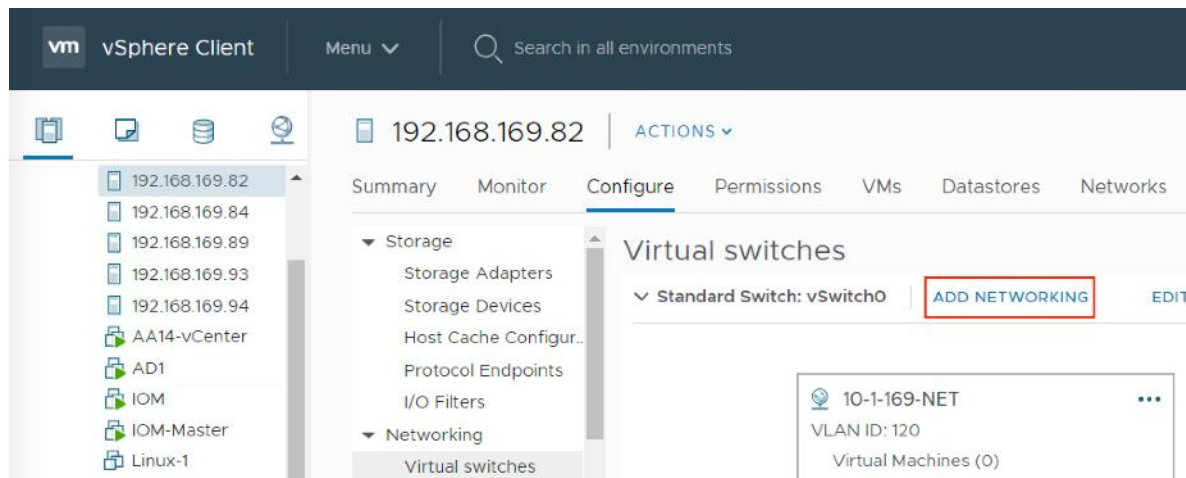 vm vSphere Client Menu Search in all environments
192.168.169.82 ACTIONS
Summary Monitor Configure Permissions VMs Datastores Networks
192.168.169.82
192.168.169.84
192.168.169.89
192.168.169.93
192.168.169.94
AA14-vCenter
AD1
IOM
IOM-Master
Linux-1
Storage
Storage Adapters
Storage Devices
Host Cache Configur..
Protocol Endpoints
I/O Filters
Networking
Virtual switches
Virtual switches
Standard Switch: vSwitch0 ADD NETWORKING EDIT
10-1-169-NET
VLAN ID: 120
Virtual Machines (0)